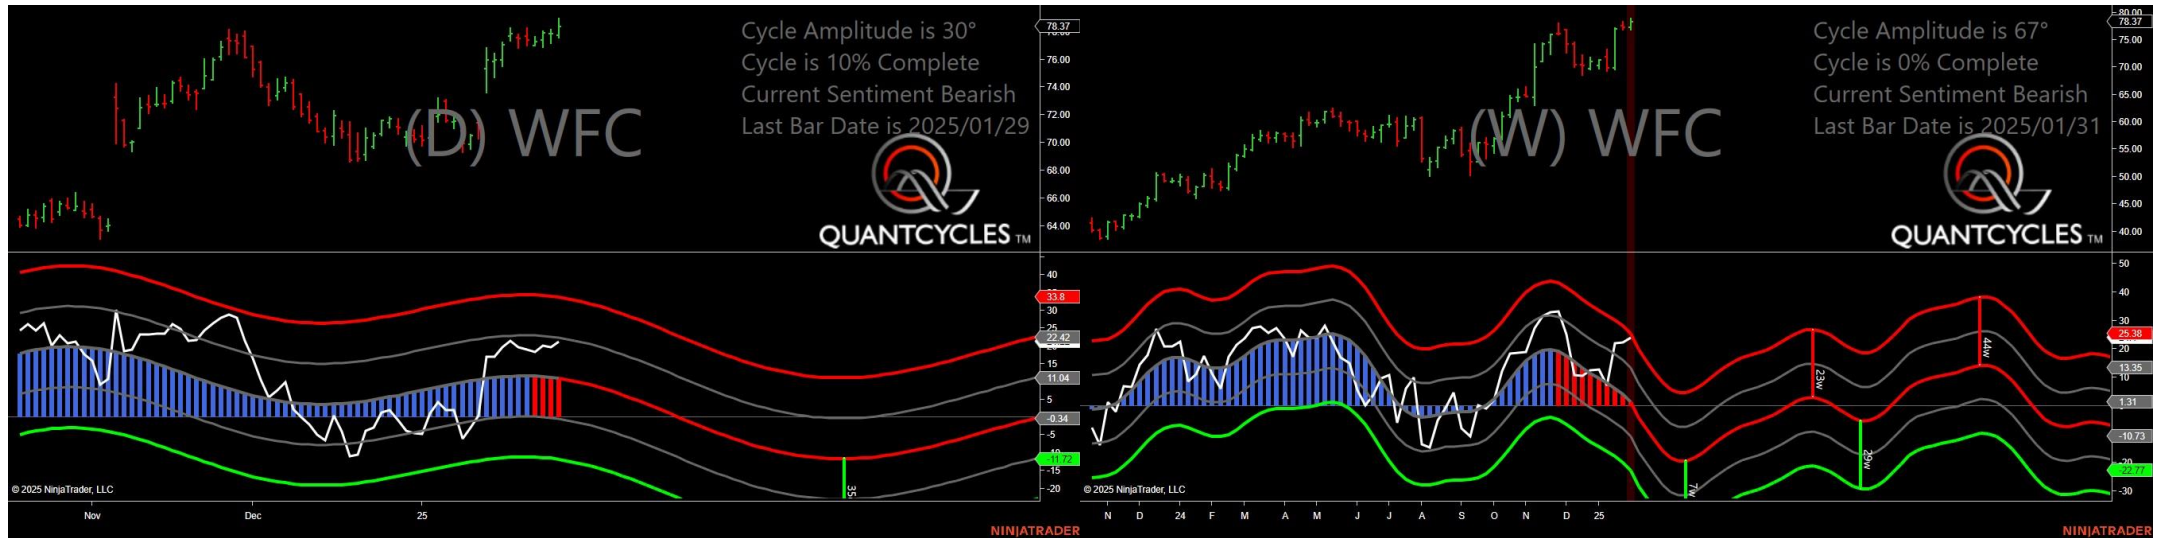 Cycle Amplitude is 30°
Cycle is 10% Complete
Current Sentiment Bearish
Last Bar Date is 2025/01/29
(D) WFC
QUANTCYCLES TM
78.37
76.00
74.00
72.00
70.00
68.00
66.00
64.00
40
33.8
30
25
22.42
15
11.04
5
-0.34
-5
-11.72
-15
-20
35
© 2025 NinjaTrader, LLC
Nov
Dec
25
NINJATRADER
Cycle Amplitude is 67°
Cycle is 0% Complete
Current Sentiment Bearish
Last Bar Date is 2025/01/31
(W) WFC
QUANTCYCLES TM
80.00
78.37
75.00
70.00
65.00
60.00
55.00
50.00
45.00
40.00
50
40
30
25.38
20
13.35
10
1.31
-10.73
-22.77
-30
7w
23w
29w
44w
© 2025 NinjaTrader, LLC
N D 24 F M A M J J A S O N D 25
NINJATRADER